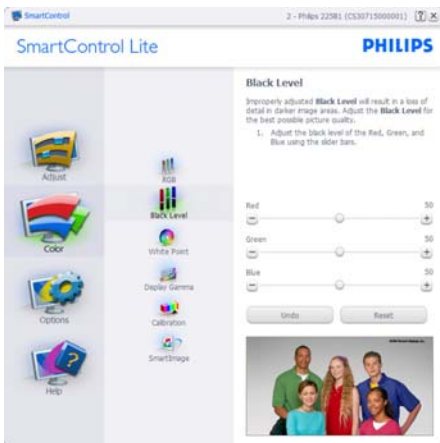 SmartControl
2 - Philips 225B1 (CS30715000001)
SmartControl Lite
PHILIPS
Adjust
Color
Options
Help
RGB
Black Level
White Point
Display Gamma
Calibration
SmartImage
Black Level
Improperly adjusted Black Level will result in a loss of
detail in darker image areas. Adjust the Black Level for
the best possible picture quality.
1. Adjust the black level of the Red, Green, and
Blue using the slider bars.
Red 50
Green 50
Blue 50
Undo Reset